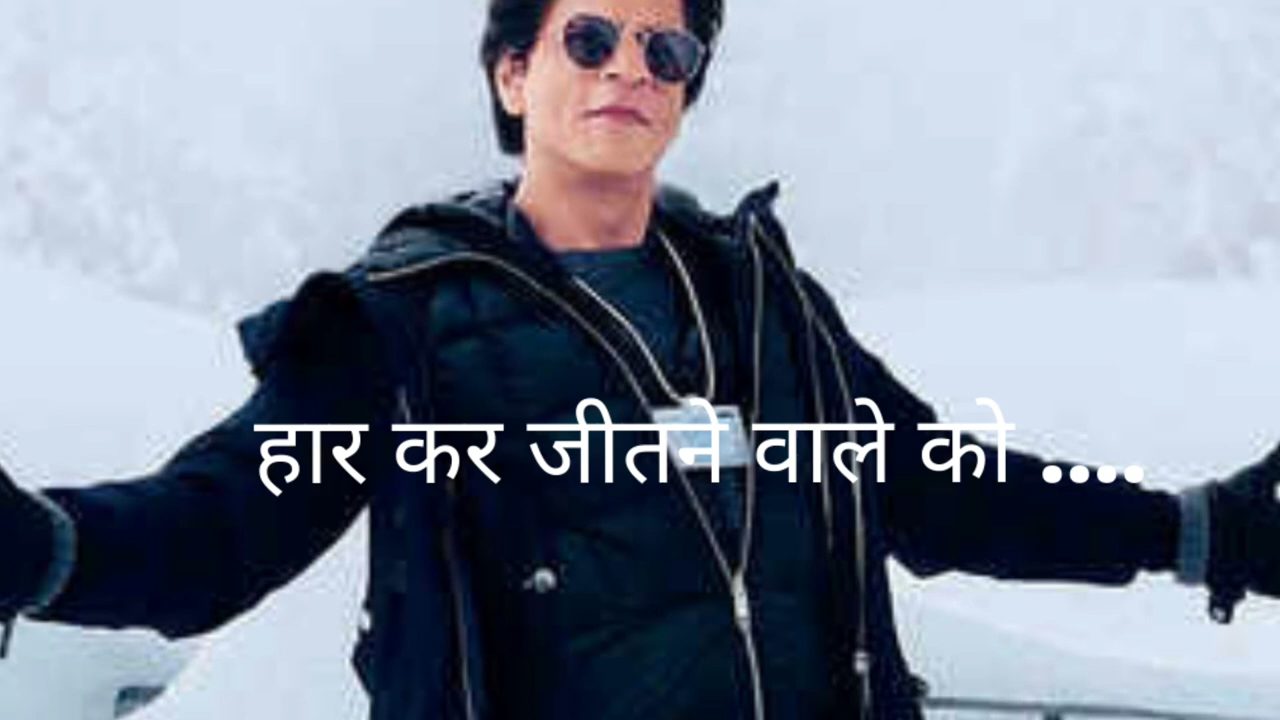 हार कर जीतने वाले को ....